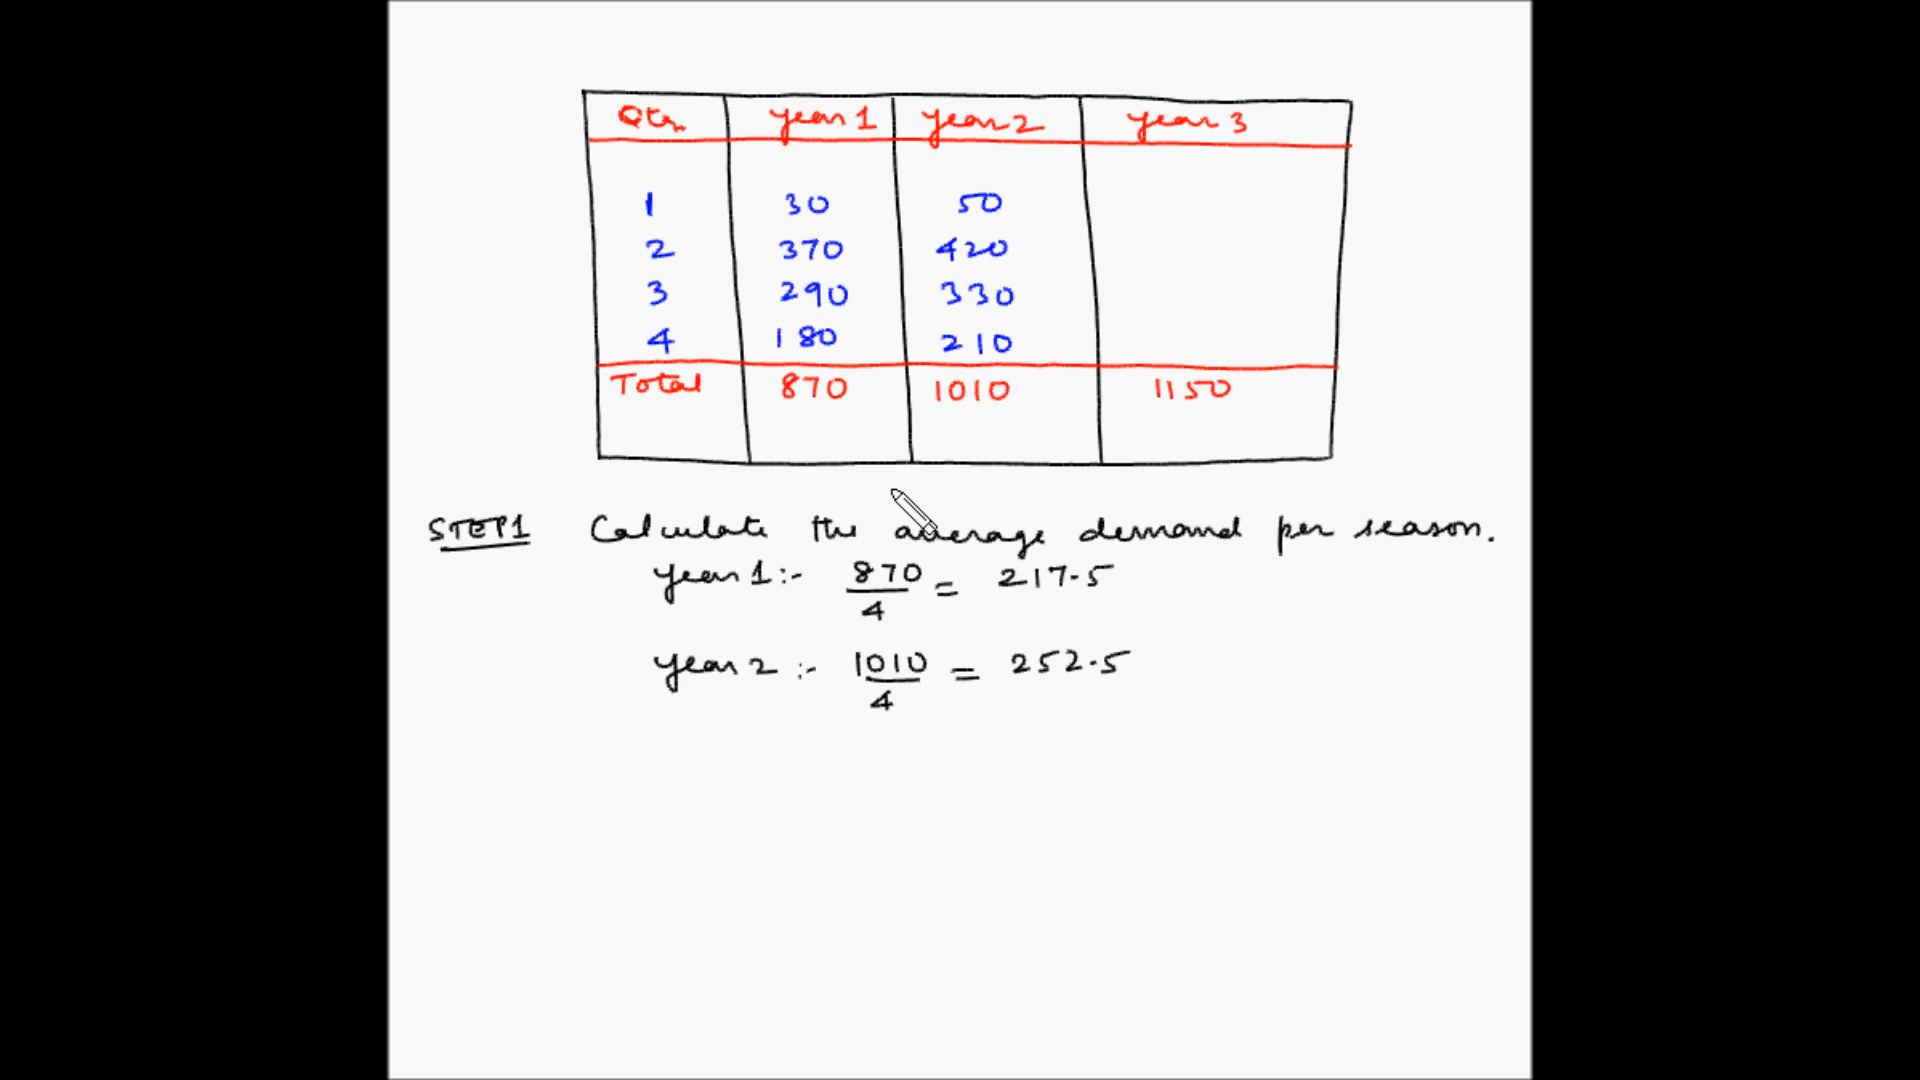 Qtr year 1 year 2 year 3
1 30 50
2 370 420
3 290 330
4 180 210
Total 870 1010 1150
STEP1 Calculate the average demand per season.
year 1:- 870/4 = 217.5
year 2 :- 1010/4 = 252.5